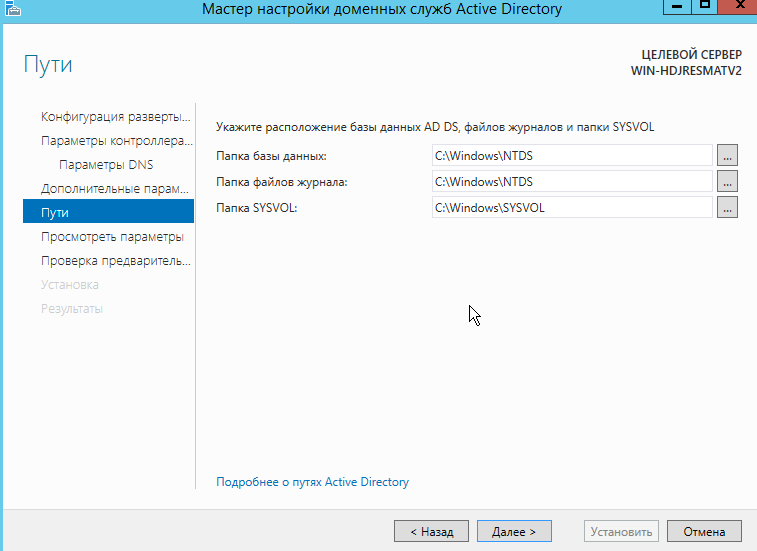 Мастер настройки доменных служб Active Directory
Пути
ЦЕЛЕВОЙ СЕРВЕР
WIN-HDJRESMATV2
Конфигурация разверты...
Параметры контроллера...
Параметры DNS
Дополнительные парам...
Пути
Просмотреть параметры
Проверка предваритель...
Установка
Результаты
Укажите расположение базы данных AD DS, файлов журналов и папки SYSVOL
Папка базы данных: C:\Windows\NTDS ...
Папка файлов журнала: C:\Windows\NTDS ...
Папка SYSVOL: C:\Windows\SYSVOL ...
Подробнее о путях Active Directory
< Назад Далее > Установить Отмена